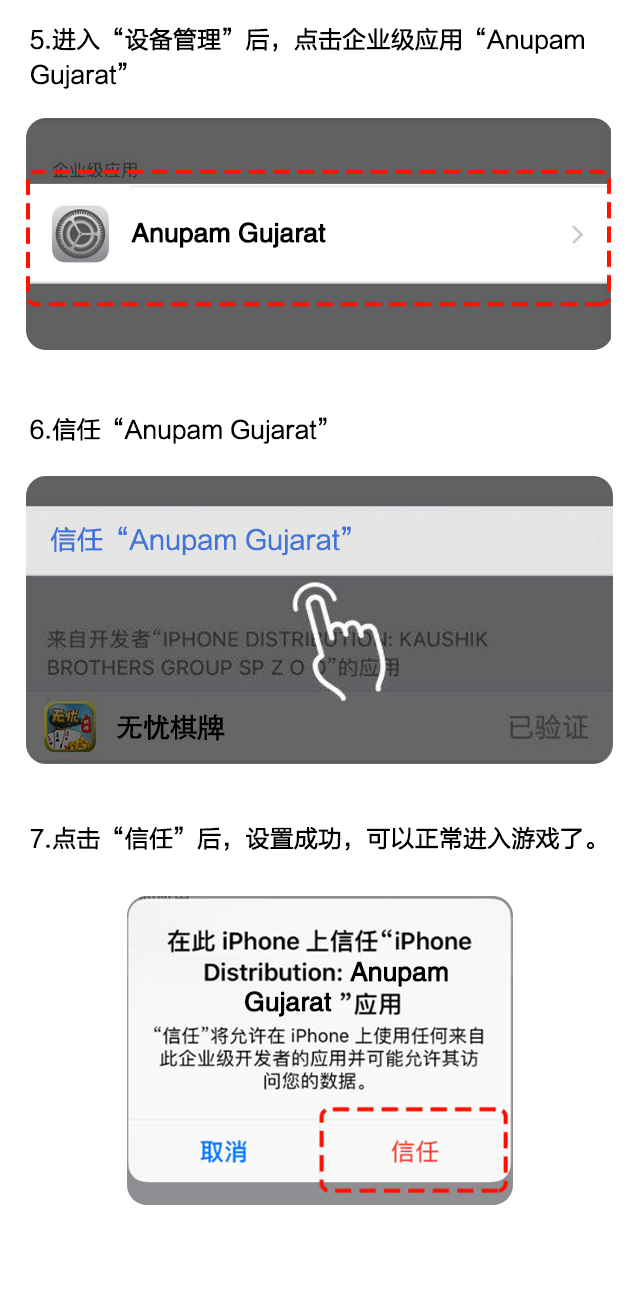 5.进入“设备管理”后，点击企业级应用“Anupam
Gujarat”
企业级应用
Anupam Gujarat
6.信任“Anupam Gujarat”
信任“Anupam Gujarat”
来自开发者“IPHONE DISTRIBUTION: KAUSHIK
BROTHERS GROUP SP Z O O”的应用
无忧
无忧棋牌
已验证
7.点击“信任”后，设置成功，可以正常进入游戏了。
在此 iPhone 上信任“iPhone
Distribution: Anupam
Gujarat ”应用
“信任”将允许在 iPhone 上使用任何来自
此企业级开发者的应用并可能允许其访
问您的数据。
取消
信任